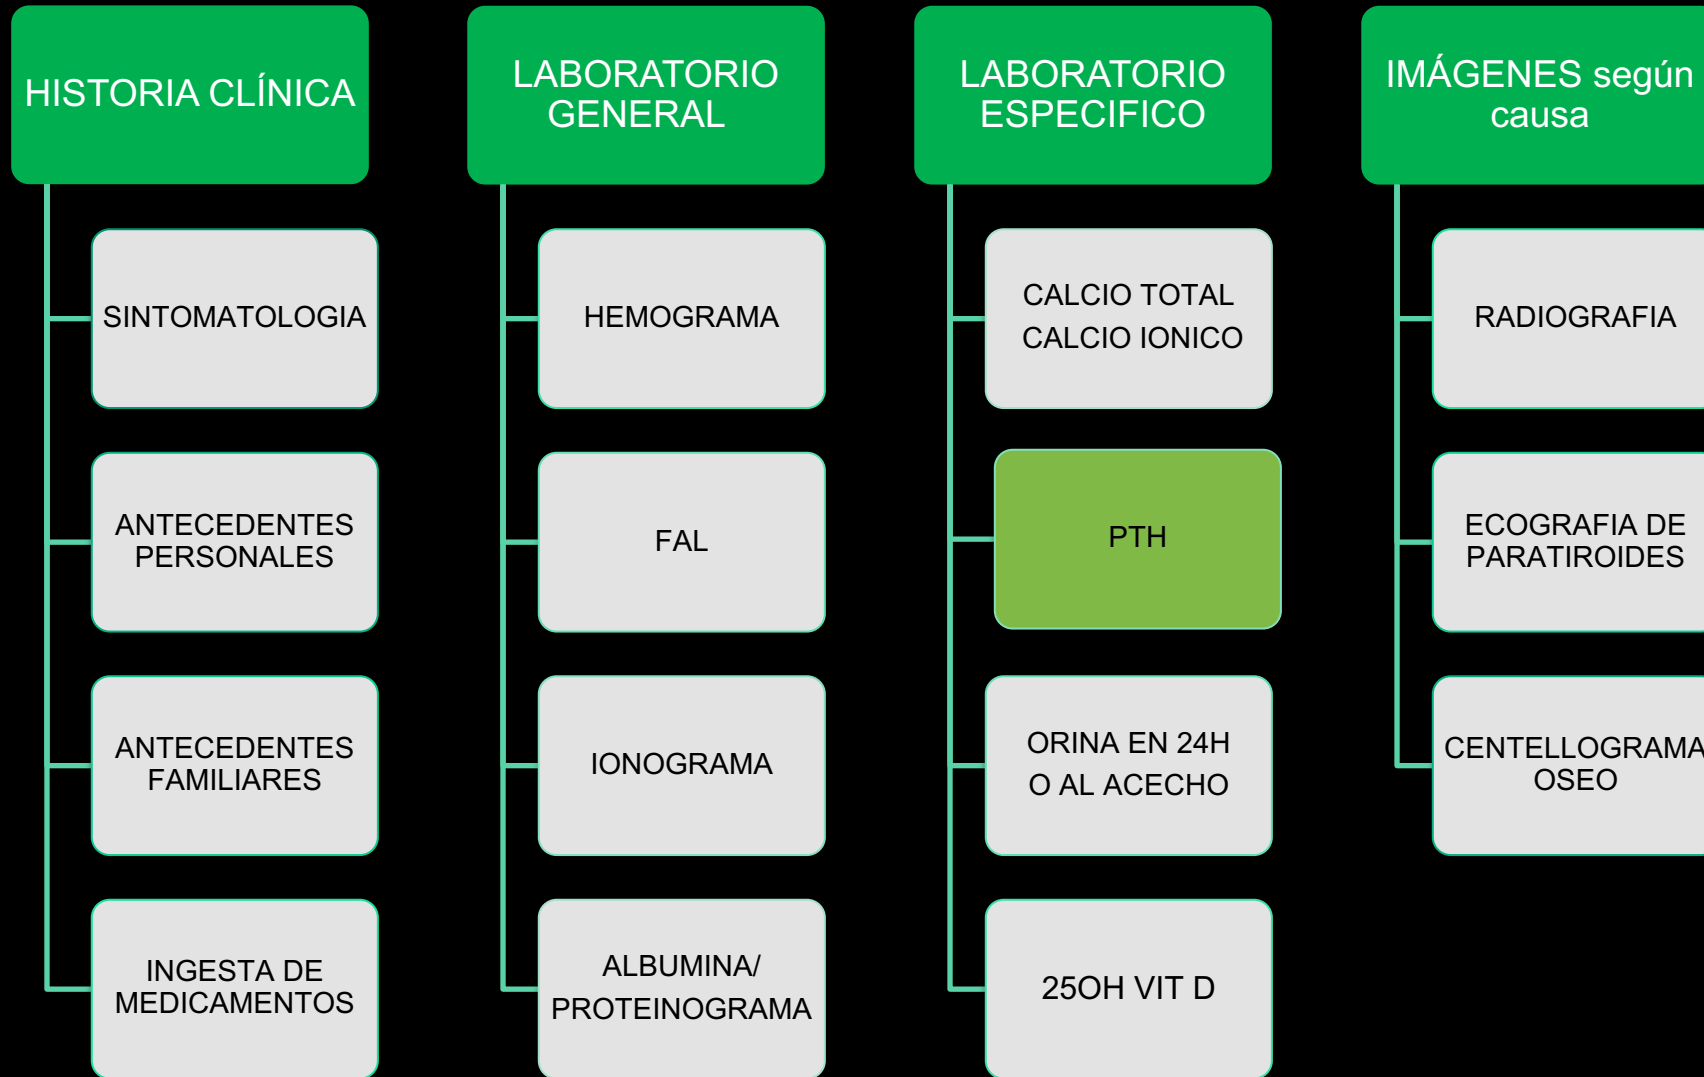 HISTORIA CLÍNICA
SINTOMATOLOGIA
ANTECEDENTES
PERSONALES
ANTECEDENTES
FAMILIARES
INGESTA DE
MEDICAMENTOS
LABORATORIO
GENERAL
HEMOGRAMA
FAL
IONOGRAMA
ALBUMINA/
PROTEINOGRAMA
LABORATORIO
ESPECIFICO
CALCIO TOTAL
CALCIO IONICO
PTH
ORINA EN 24H
O AL ACECHO
25OH VIT D
IMÁGENES según
causa
RADIOGRAFIA
ECOGRAFIA DE
PARATIROIDES
CENTELLOGRAMA
OSEO